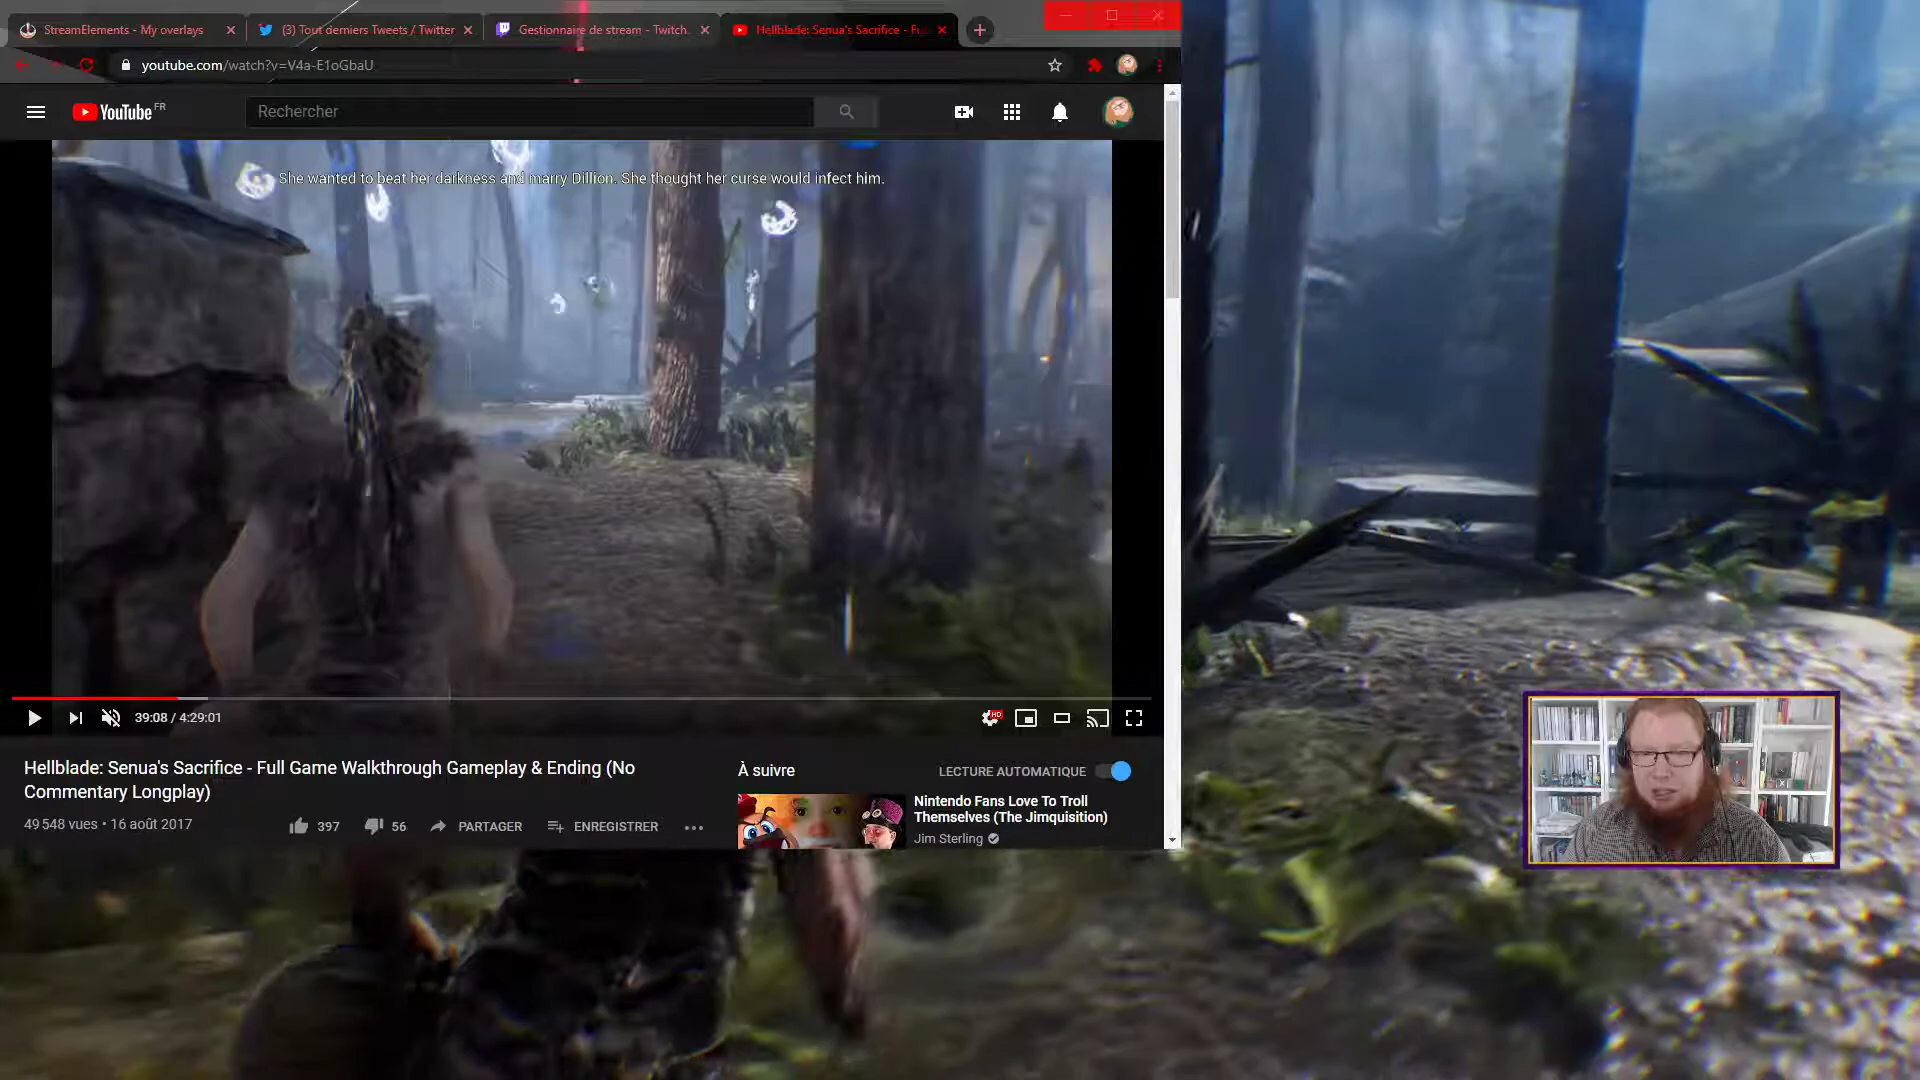 StreamElements - My overlays
(3) Tout derniers Tweets / Twitter
Gestionnaire de stream - Twitch
Hellblade: Senua's Sacrifice - Fu
youtube.com/watch?v=V4a-E1oGbaU
YouTube FR
Rechercher
She wanted to beat her darkness and marry Dillion. She thought her curse would infect him.
39:08 / 4:29:01
HD
Hellblade: Senua's Sacrifice - Full Game Walkthrough Gameplay & Ending (No
Commentary Longplay)
49 548 vues • 16 août 2017
397
56
PARTAGER
ENREGISTRER
À suivre
LECTURE AUTOMATIQUE
Nintendo Fans Love To Troll
Themselves (The Jimquisition)
Jim Sterling